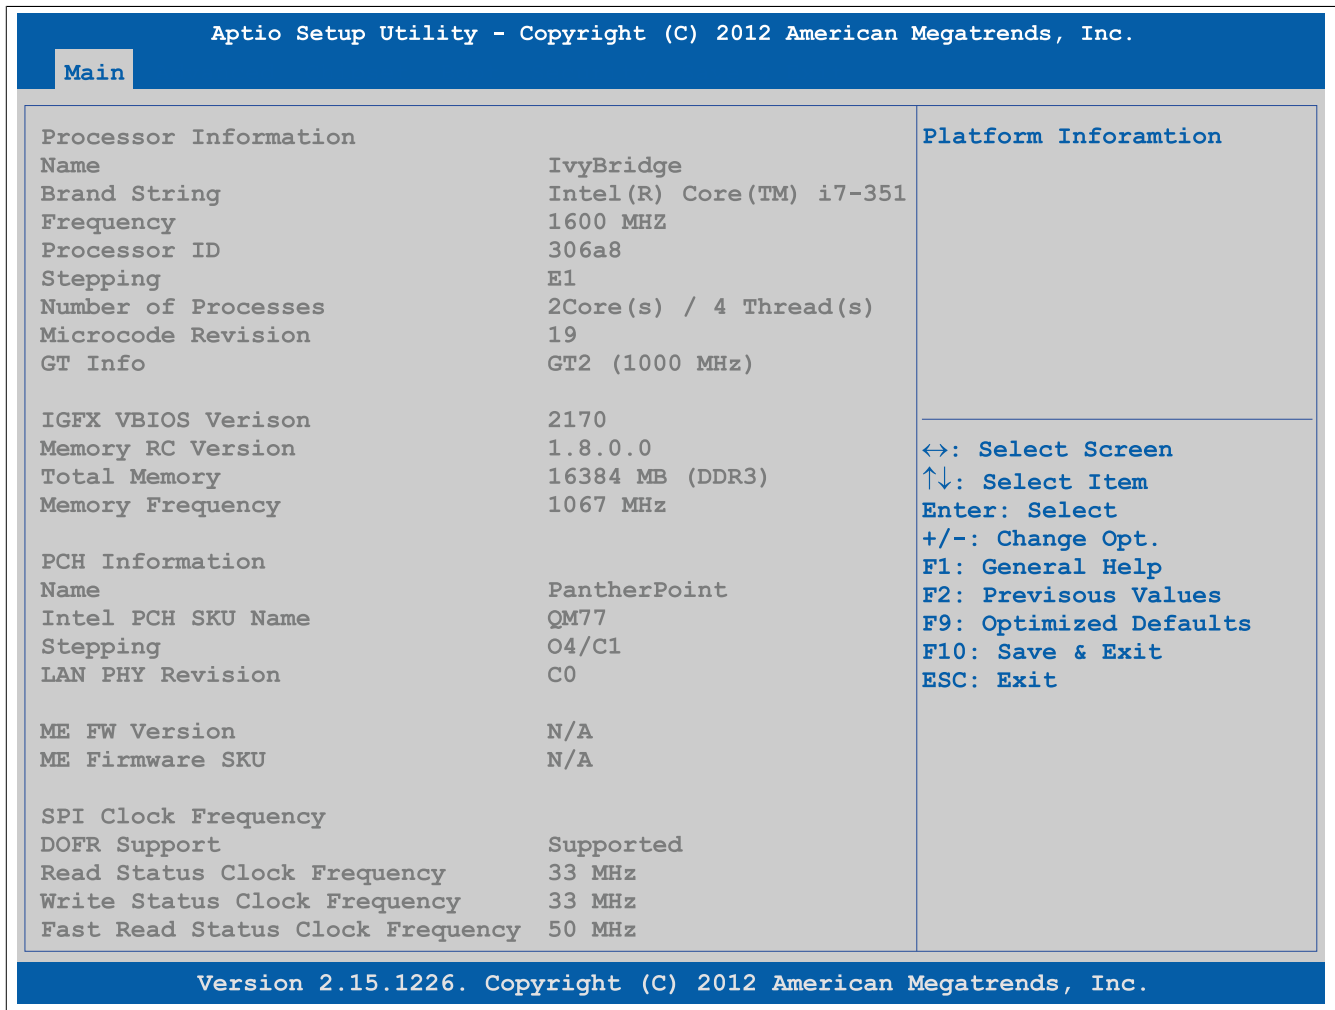 Aptio Setup Utility - Copyright (C) 2012 American Megatrends, Inc.
Main
Processor Information
Name IvyBridge
Brand String Intel(R) Core(TM) i7-351
Frequency 1600 MHZ
Processor ID 306a8
Stepping E1
Number of Processes 2Core(s) / 4 Thread(s)
Microcode Revision 19
GT Info GT2 (1000 MHz)
IGFX VBIOS Verison 2170
Memory RC Version 1.8.0.0
Total Memory 16384 MB (DDR3)
Memory Frequency 1067 MHz
PCH Information
Name PantherPoint
Intel PCH SKU Name QM77
Stepping O4/C1
LAN PHY Revision C0
ME FW Version N/A
ME Firmware SKU N/A
SPI Clock Frequency
DOFR Support Supported
Read Status Clock Frequency 33 MHz
Write Status Clock Frequency 33 MHz
Fast Read Status Clock Frequency 50 MHz
Platform Inforamtion
↔: Select Screen
↑↓: Select Item
Enter: Select
+/-: Change Opt.
F1: General Help
F2: Previsous Values
F9: Optimized Defaults
F10: Save & Exit
ESC: Exit
Version 2.15.1226. Copyright (C) 2012 American Megatrends, Inc.